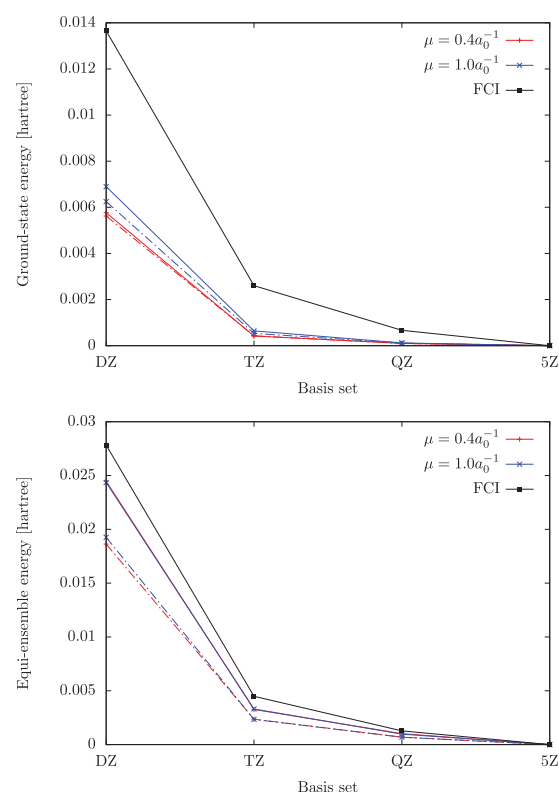 0.014
0.012
0.01
0.008
0.006
0.004
0.002
0
Ground-state energy [hartree]
μ = 0.4a₀⁻¹
μ = 1.0a₀⁻¹
FCI
DZ TZ QZ 5Z
Basis set
0.03
0.025
0.02
0.015
0.01
0.005
0
Equi-ensemble energy [hartree]
μ = 0.4a₀⁻¹
μ = 1.0a₀⁻¹
FCI
DZ TZ QZ 5Z
Basis set